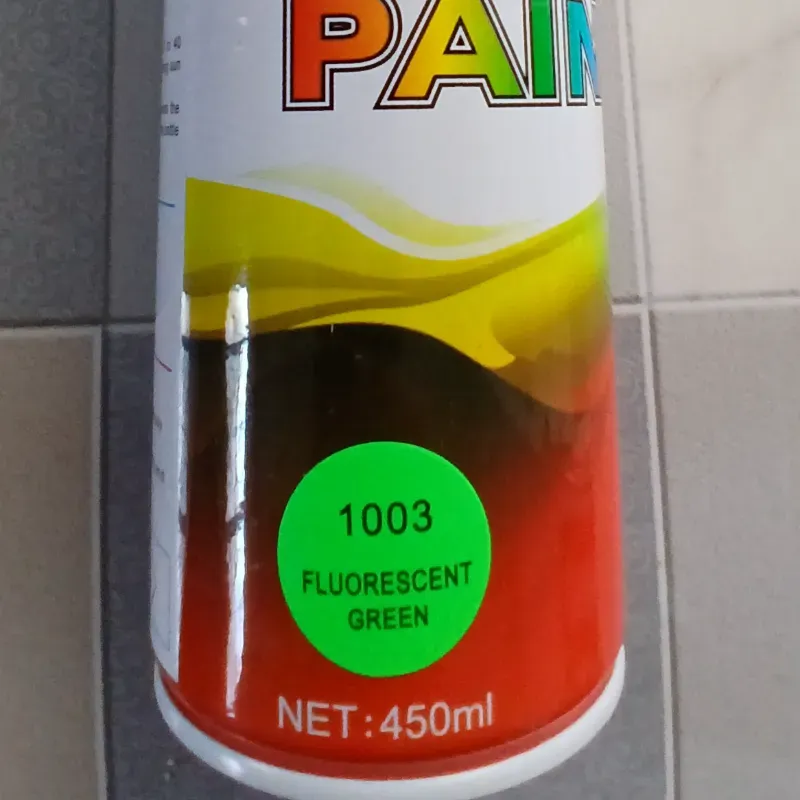 PAIN
1003
FLUORESCENT
GREEN
NET:450ml